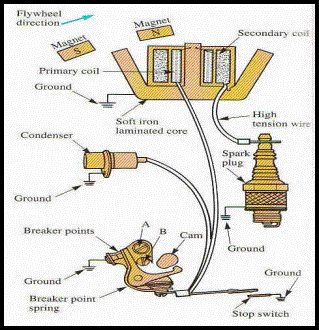 Flywheel
direction
Magnet
N
Magnet
S
Secondary coil
Primary coil
Ground
Soft iron
laminated core
High
tension wire
Condenser
Spark
plug
Ground
Ground
A
B
Breaker points
Cam
Ground
Ground
Breaker point
spring
Stop switch